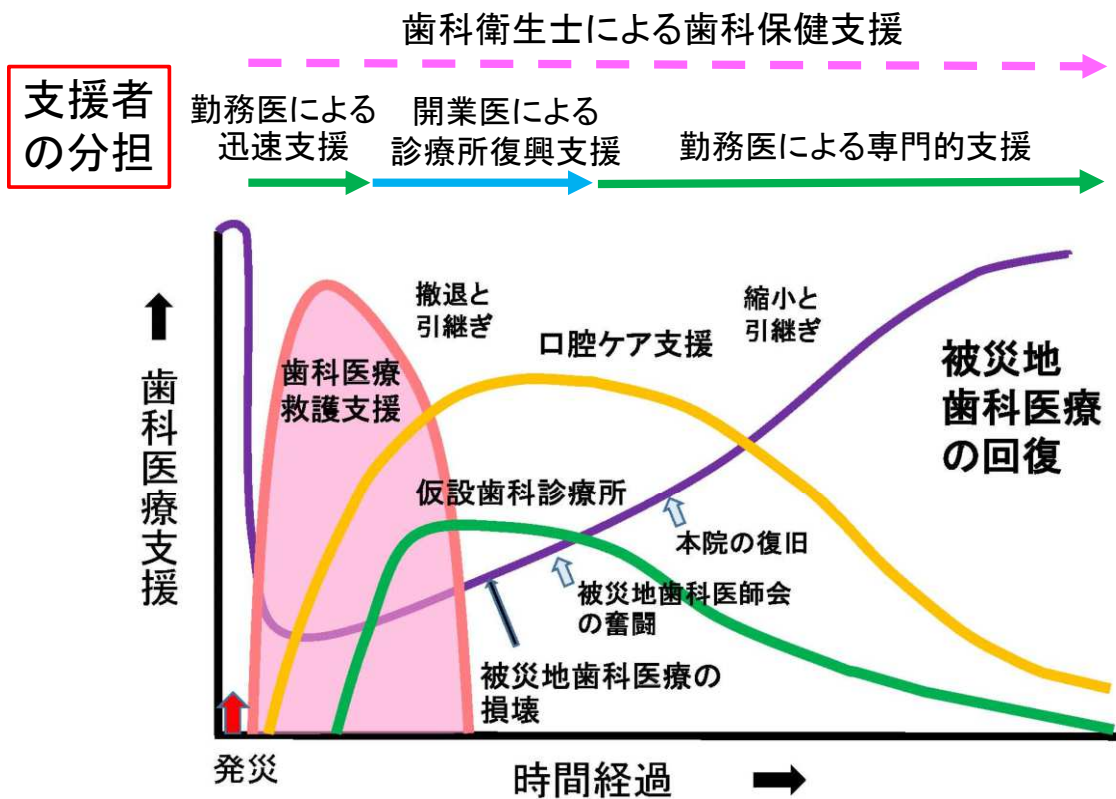 歯科衛生士による歯科保健支援
支援者
の分担
勤務医による
迅速支援
開業医による
診療所復興支援
勤務医による専門的支援
歯科医療支援
撤退と
引継ぎ
縮小と
引継ぎ
口腔ケア支援
歯科医療
救護支援
被災地
歯科医療
の回復
仮設歯科診療所
本院の復旧
被災地歯科医師会
の奮闘
被災地歯科医療の
損壊
発災
時間経過